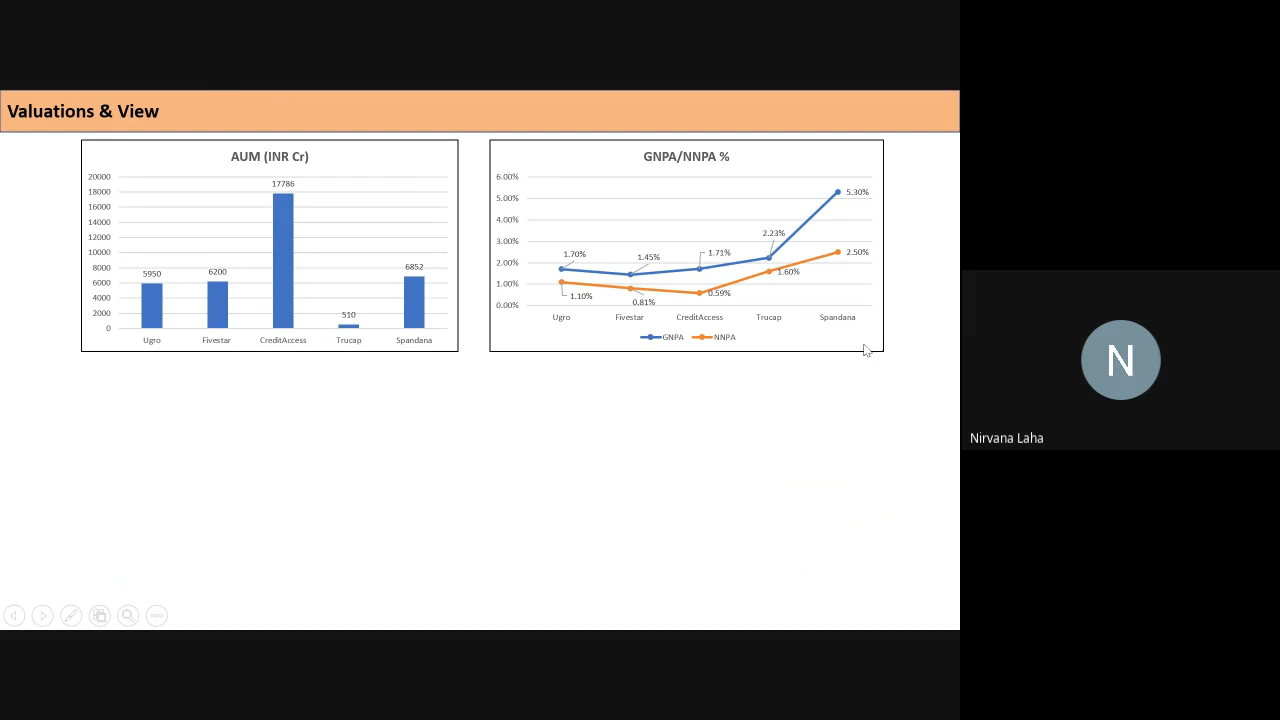 Valuations & View
AUM (INR Cr)
20000
18000
16000
14000
12000
10000
8000
6000
4000
2000
0
5950
6200
17786
510
6852
Ugro
Fivestar
CreditAccess
Trucap
Spandana
GNPA/NNPA %
6.00%
5.00%
4.00%
3.00%
2.00%
1.00%
0.00%
1.70%
1.45%
1.71%
2.23%
5.30%
1.10%
0.81%
0.59%
1.60%
2.50%
Ugro
Fivestar
CreditAccess
Trucap
Spandana
GNPA
NNPA
N
Nirvana Laha